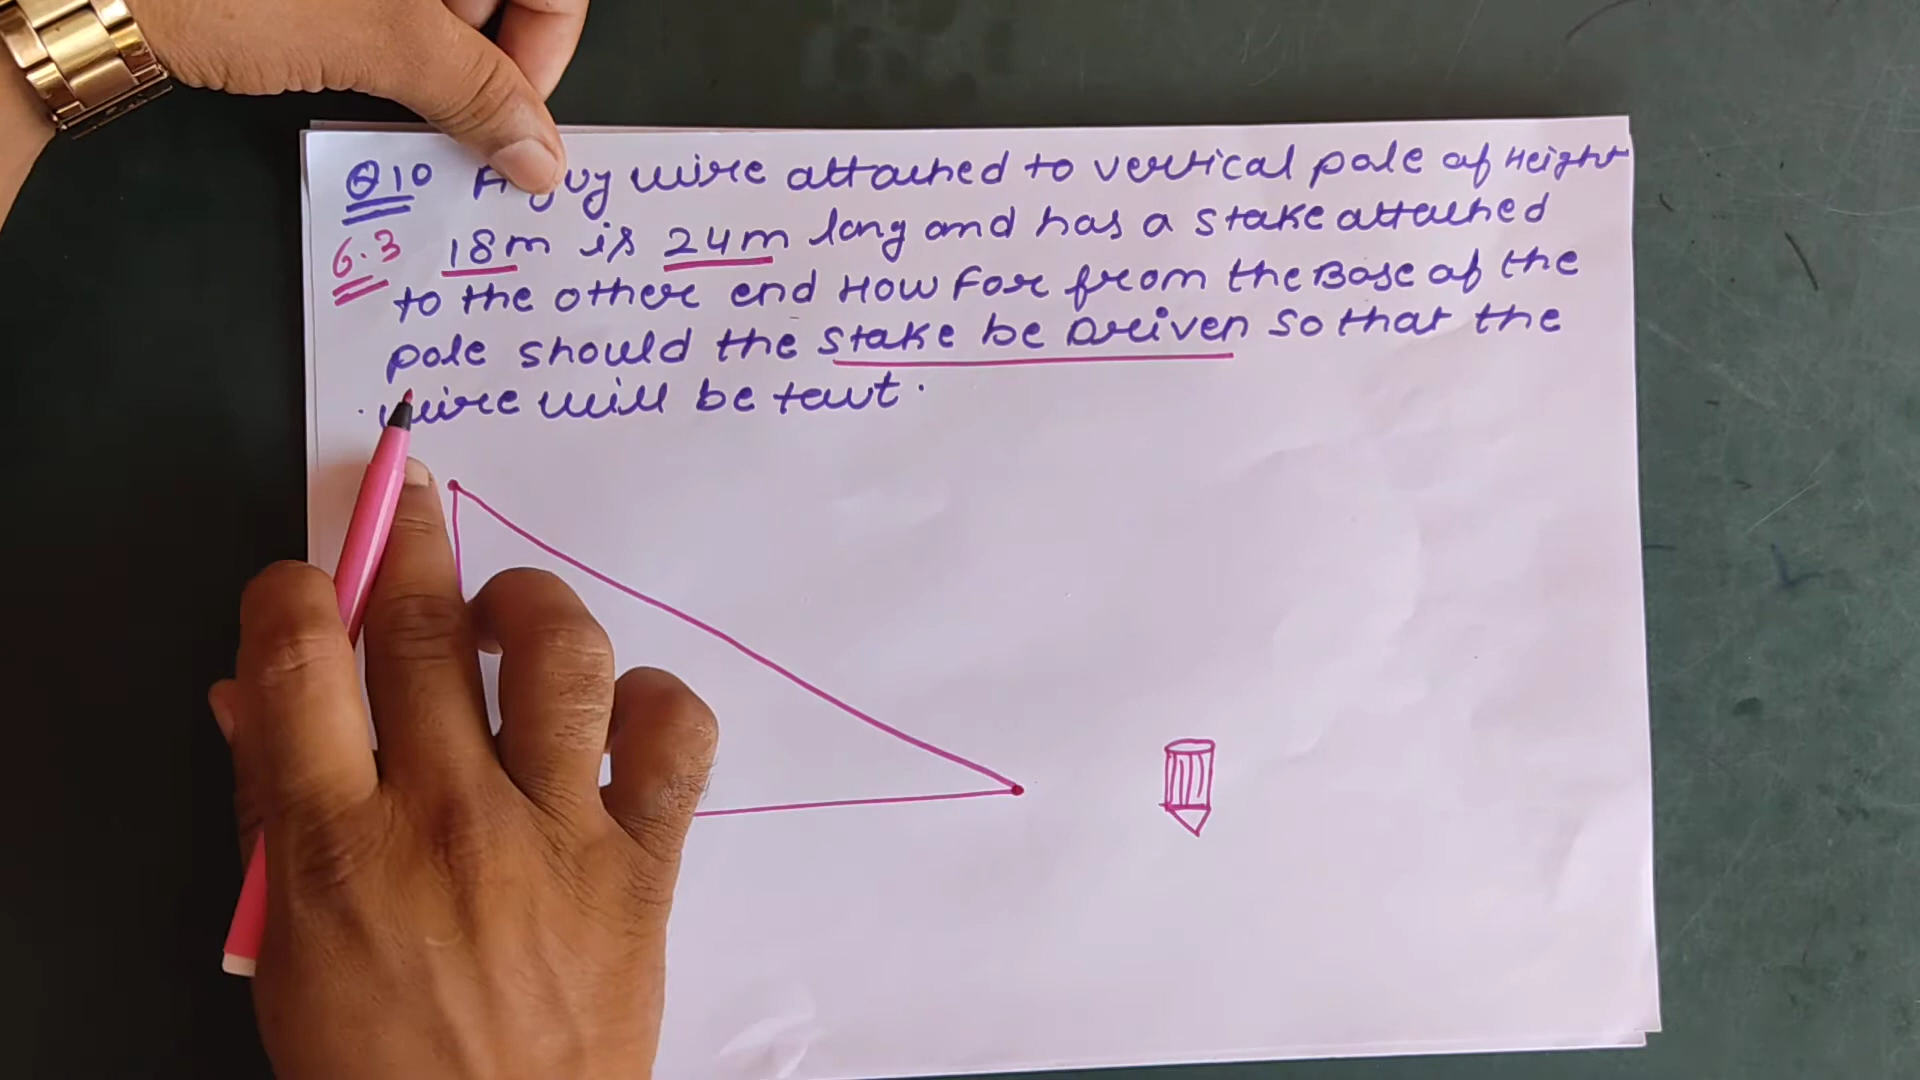 Q10 A guy wire attached to vertical pole of Height
6.3 18m is 24m long and has a stake attached
to the other end How Far from the Base of the
pole should the stake be Driven so that the
wire will be taut.